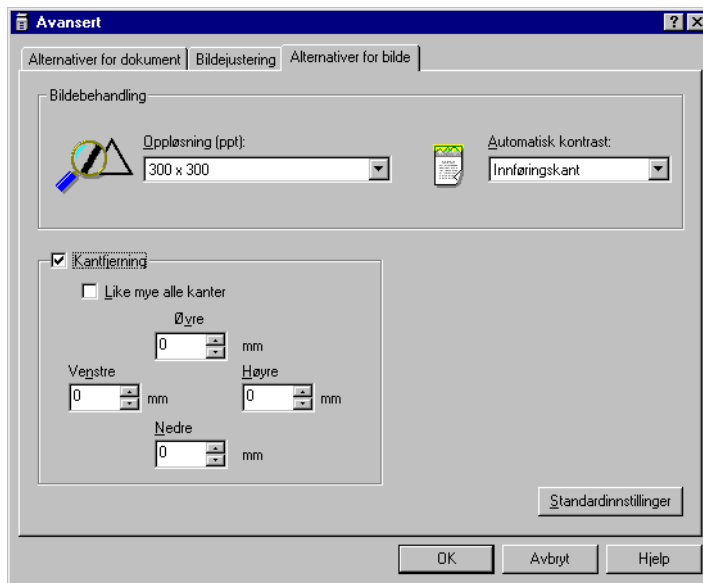 Avansert
Alternativer for dokument Bildejustering Alternativer for bilde
Bildebehandling
Oppløsning (ppt): Automatisk kontrast:
300 x 300 Innføringskant
Kantfjerning
Like mye alle kanter
Øvre
0 mm
Venstre Høyre
0 mm 0 mm
Nedre
0 mm
Standardinnstillinger
OK Avbryt Hjelp